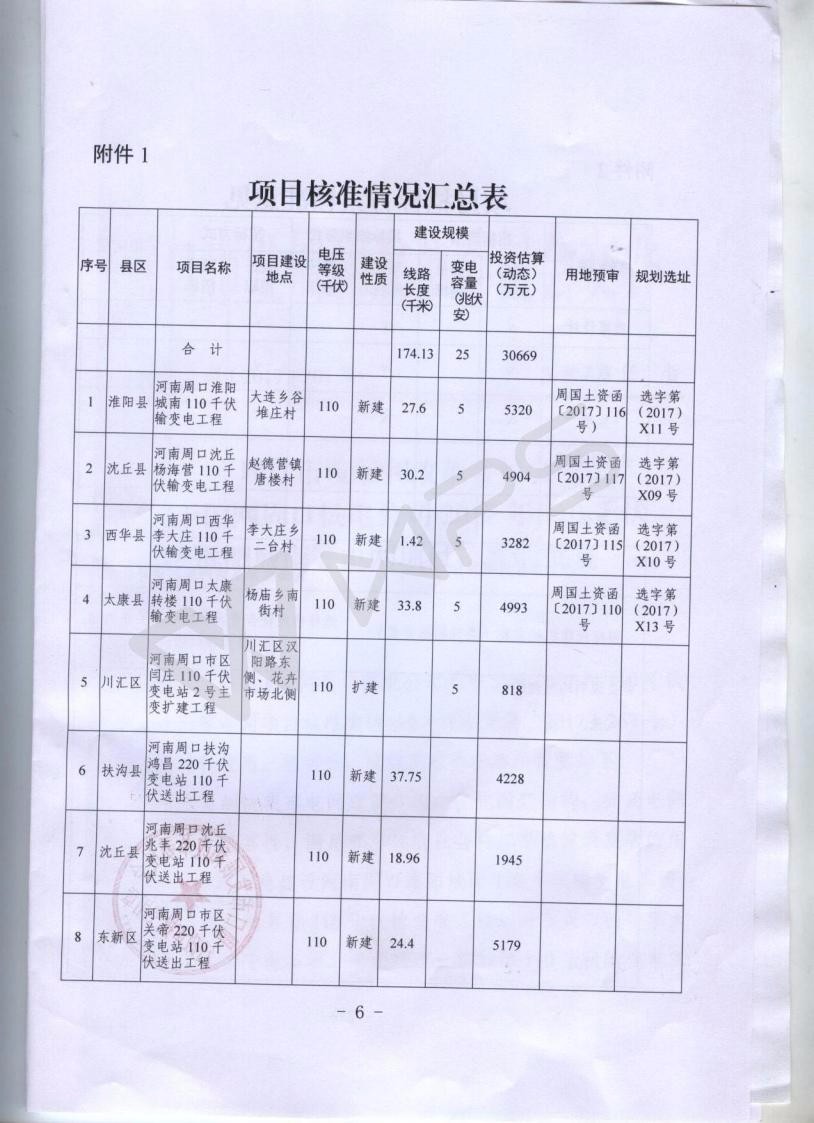 附件 1
项目核准情况汇总表
序号 县区 项目名称 项目建设地点 电压等级(千伏) 建设性质 建设规模 线路长度(千米) 变电容量(兆伏安) 投资估算(动态)(万元) 用地预审 规划选址
合 计 174.13 25 30669
1 淮阳县 河南周口淮阳城南 110 千伏输变电工程 大连乡谷堆庄村 110 新建 27.6 5 5320 周国土资函〔2017〕116号) 选字第(2017)X11 号
2 沈丘县 河南周口沈丘杨海营 110 千伏输变电工程 赵德营镇唐楼村 110 新建 30.2 5 4904 周国土资函〔2017〕117号 选字第(2017)X09 号
3 西华县 河南周口西华李大庄 110 千伏输变电工程 李大庄乡二台村 110 新建 1.42 5 3282 周国土资函〔2017〕115号 选字第(2017)X10 号
4 太康县 河南周口太康转楼 110 千伏输变电工程 杨庙乡南街村 110 新建 33.8 5 4993 周国土资函〔2017〕110号 选字第(2017)X13 号
5 川汇区 河南周口市区闫庄 110 千伏变电站 2 号主变扩建工程 川汇区汉阳路东侧、花卉市场北侧 110 扩建 5 818
6 扶沟县 河南周口扶沟鸿昌 220 千伏变电站 110 千伏送出工程 110 新建 37.75 4228
7 沈丘县 河南周口沈丘兆丰 220 千伏变电站 110 千伏送出工程 110 新建 18.96 1945
8 东新区 河南周口市区关帝 220 千伏变电站 110 千伏送出工程 110 新建 24.4 5179
- 6 -